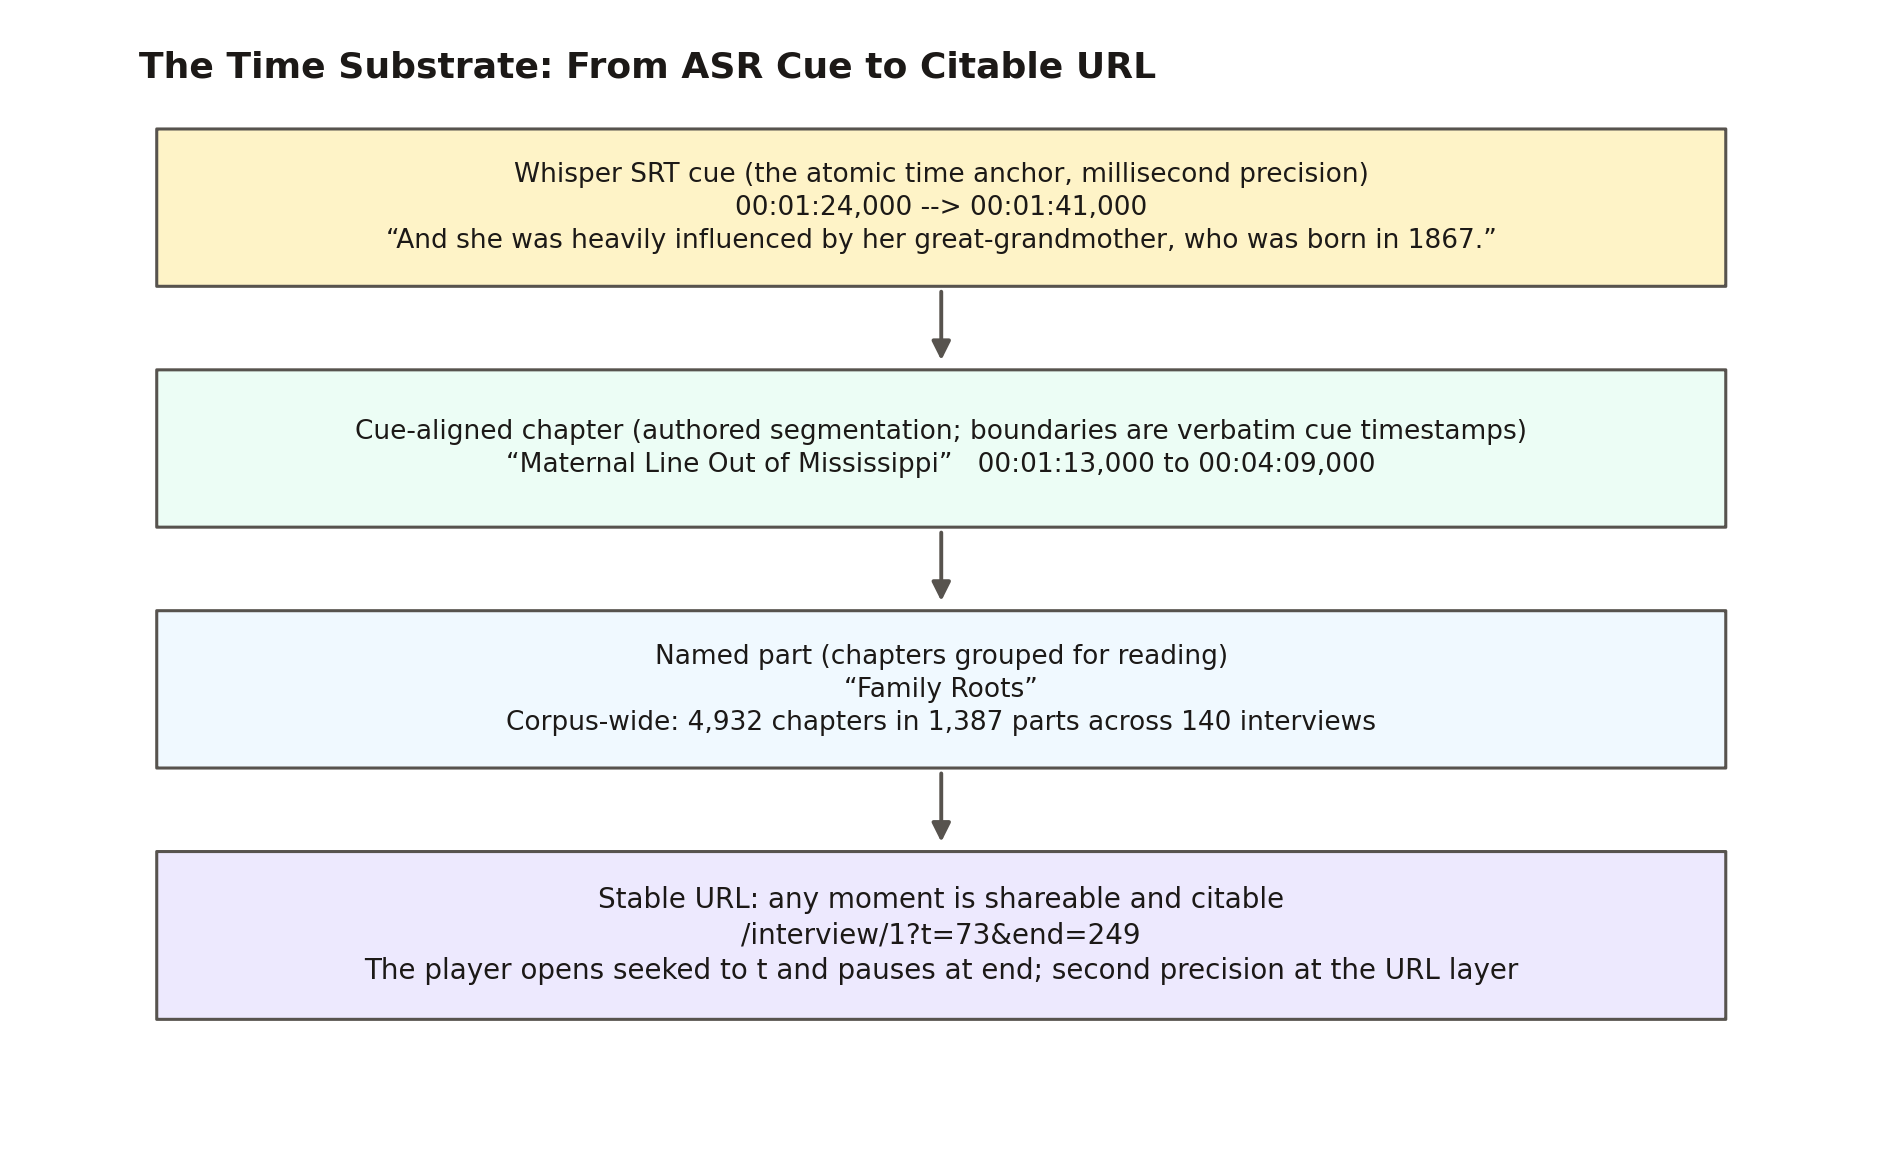 The Time Substrate: From ASR Cue to Citable URL
Whisper SRT cue (the atomic time anchor, millisecond precision)
00:01:24,000 --> 00:01:41,000
“And she was heavily influenced by her great-grandmother, who was born in 1867.”
Cue-aligned chapter (authored segmentation; boundaries are verbatim cue timestamps)
“Maternal Line Out of Mississippi”   00:01:13,000 to 00:04:09,000
Named part (chapters grouped for reading)
“Family Roots”
Corpus-wide: 4,932 chapters in 1,387 parts across 140 interviews
Stable URL: any moment is shareable and citable
/interview/1?t=73&end=249
The player opens seeked to t and pauses at end; second precision at the URL layer